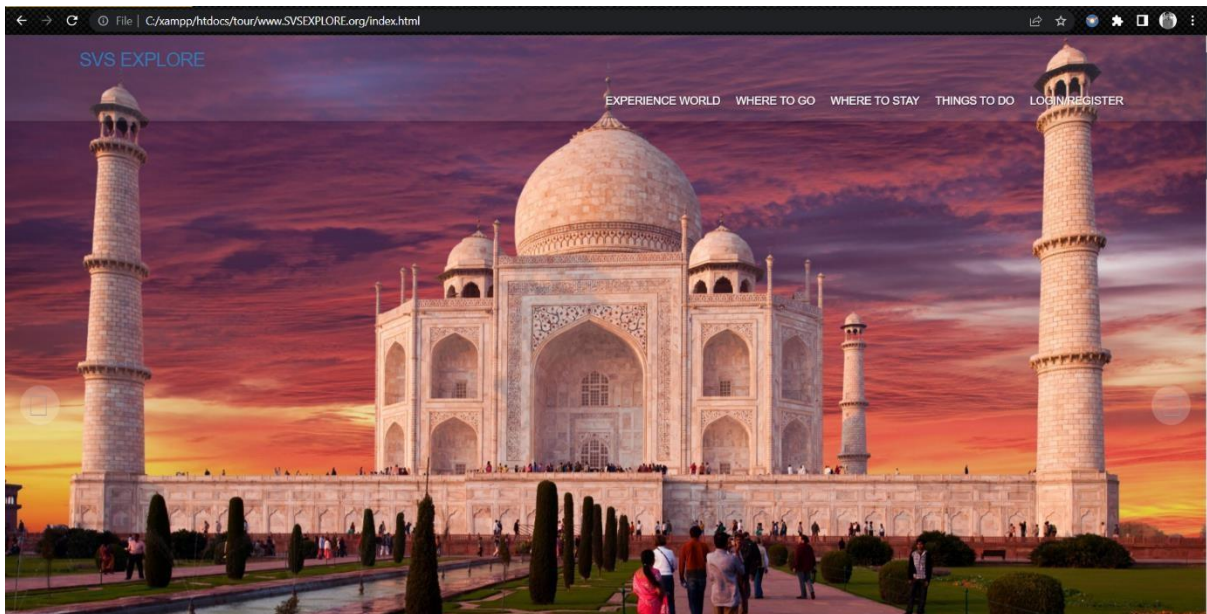 File | C:/xampp/htdocs/tour/www.SVSEXPLORE.org/index.html
SVS EXPLORE
EXPERIENCE WORLD WHERE TO GO WHERE TO STAY THINGS TO DO LOGIN/REGISTER